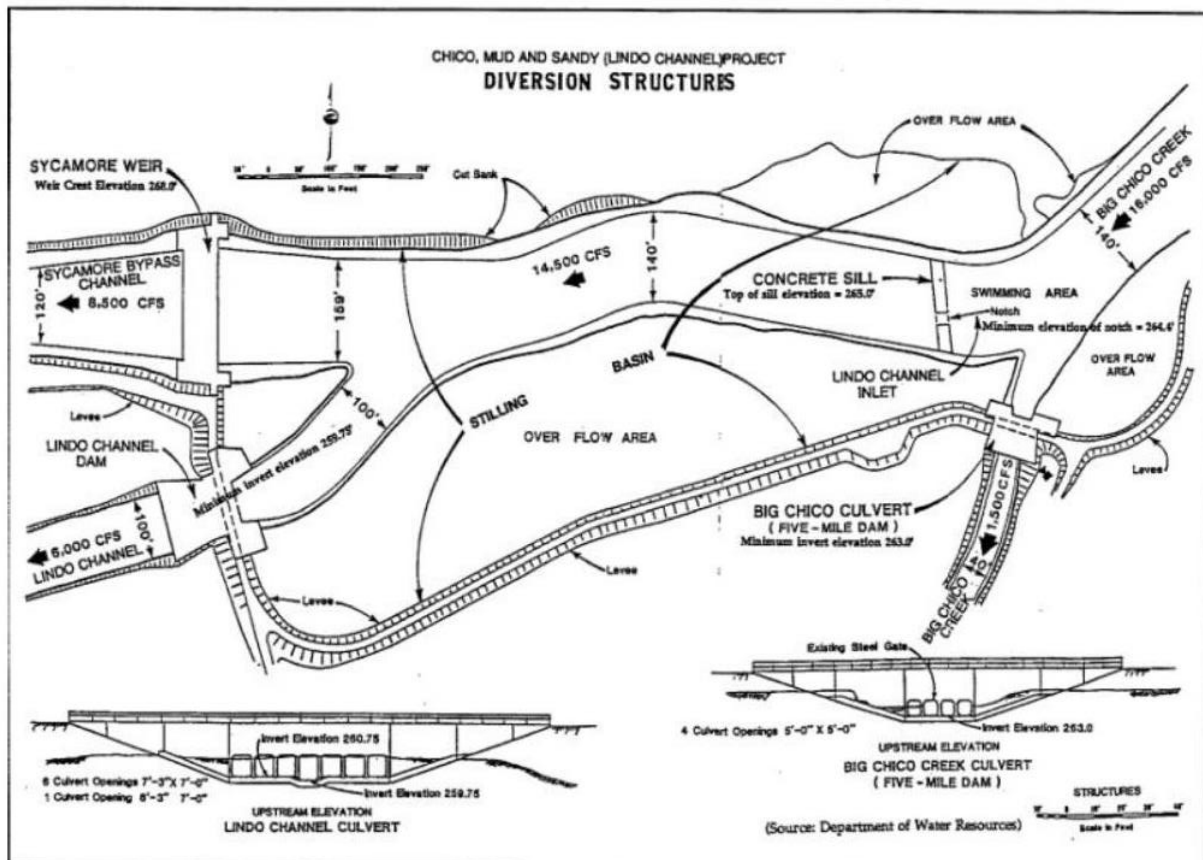 CHICO, MUD AND SANDY (LINDO CHANNEL)PROJECT
DIVERSION STRUCTURES
OVER FLOW AREA
SYCAMORE WEIR
Weir Crest Elevation 268.0'
Scale in Feet
Cut Bank
BIG CHICO CREEK
16,000 CFS
140'
SYCAMORE BYPASS
CHANNEL
8,500 CFS
120'
159'
14,500 CFS
140'
CONCRETE SILL
Top of sill elevation = 265.0'
SWIMMING AREA
Notch
Minimum elevation of notch = 264.4'
OVER FLOW
AREA
BASIN
LINDO CHANNEL
INLET
Levee
100'
STILLING
OVER FLOW AREA
LINDO CHANNEL
DAM
Minimum invert elevation 259.75'
Levee
BIG CHICO CULVERT
( FIVE-MILE DAM )
Minimum invert elevation 263.0'
1,500 CFS
100'
6,000 CFS
LINDO CHANNEL
Levee
Levee
BIG CHICO
CREEK
Existing Steel Gate
4 Culvert Openings 5'-0" X 5'-0"
Invert Elevation 263.0
UPSTREAM ELEVATION
BIG CHICO CREEK CULVERT
( FIVE-MILE DAM )
Invert Elevation 260.75
6 Culvert Openings 7'-3"X 7'-0"
1 Culvert Opening 8'-3" 7'-0"
Invert Elevation 259.75
UPSTREAM ELEVATION
LINDO CHANNEL CULVERT
STRUCTURES
Scale in Feet
(Source: Department of Water Resources)